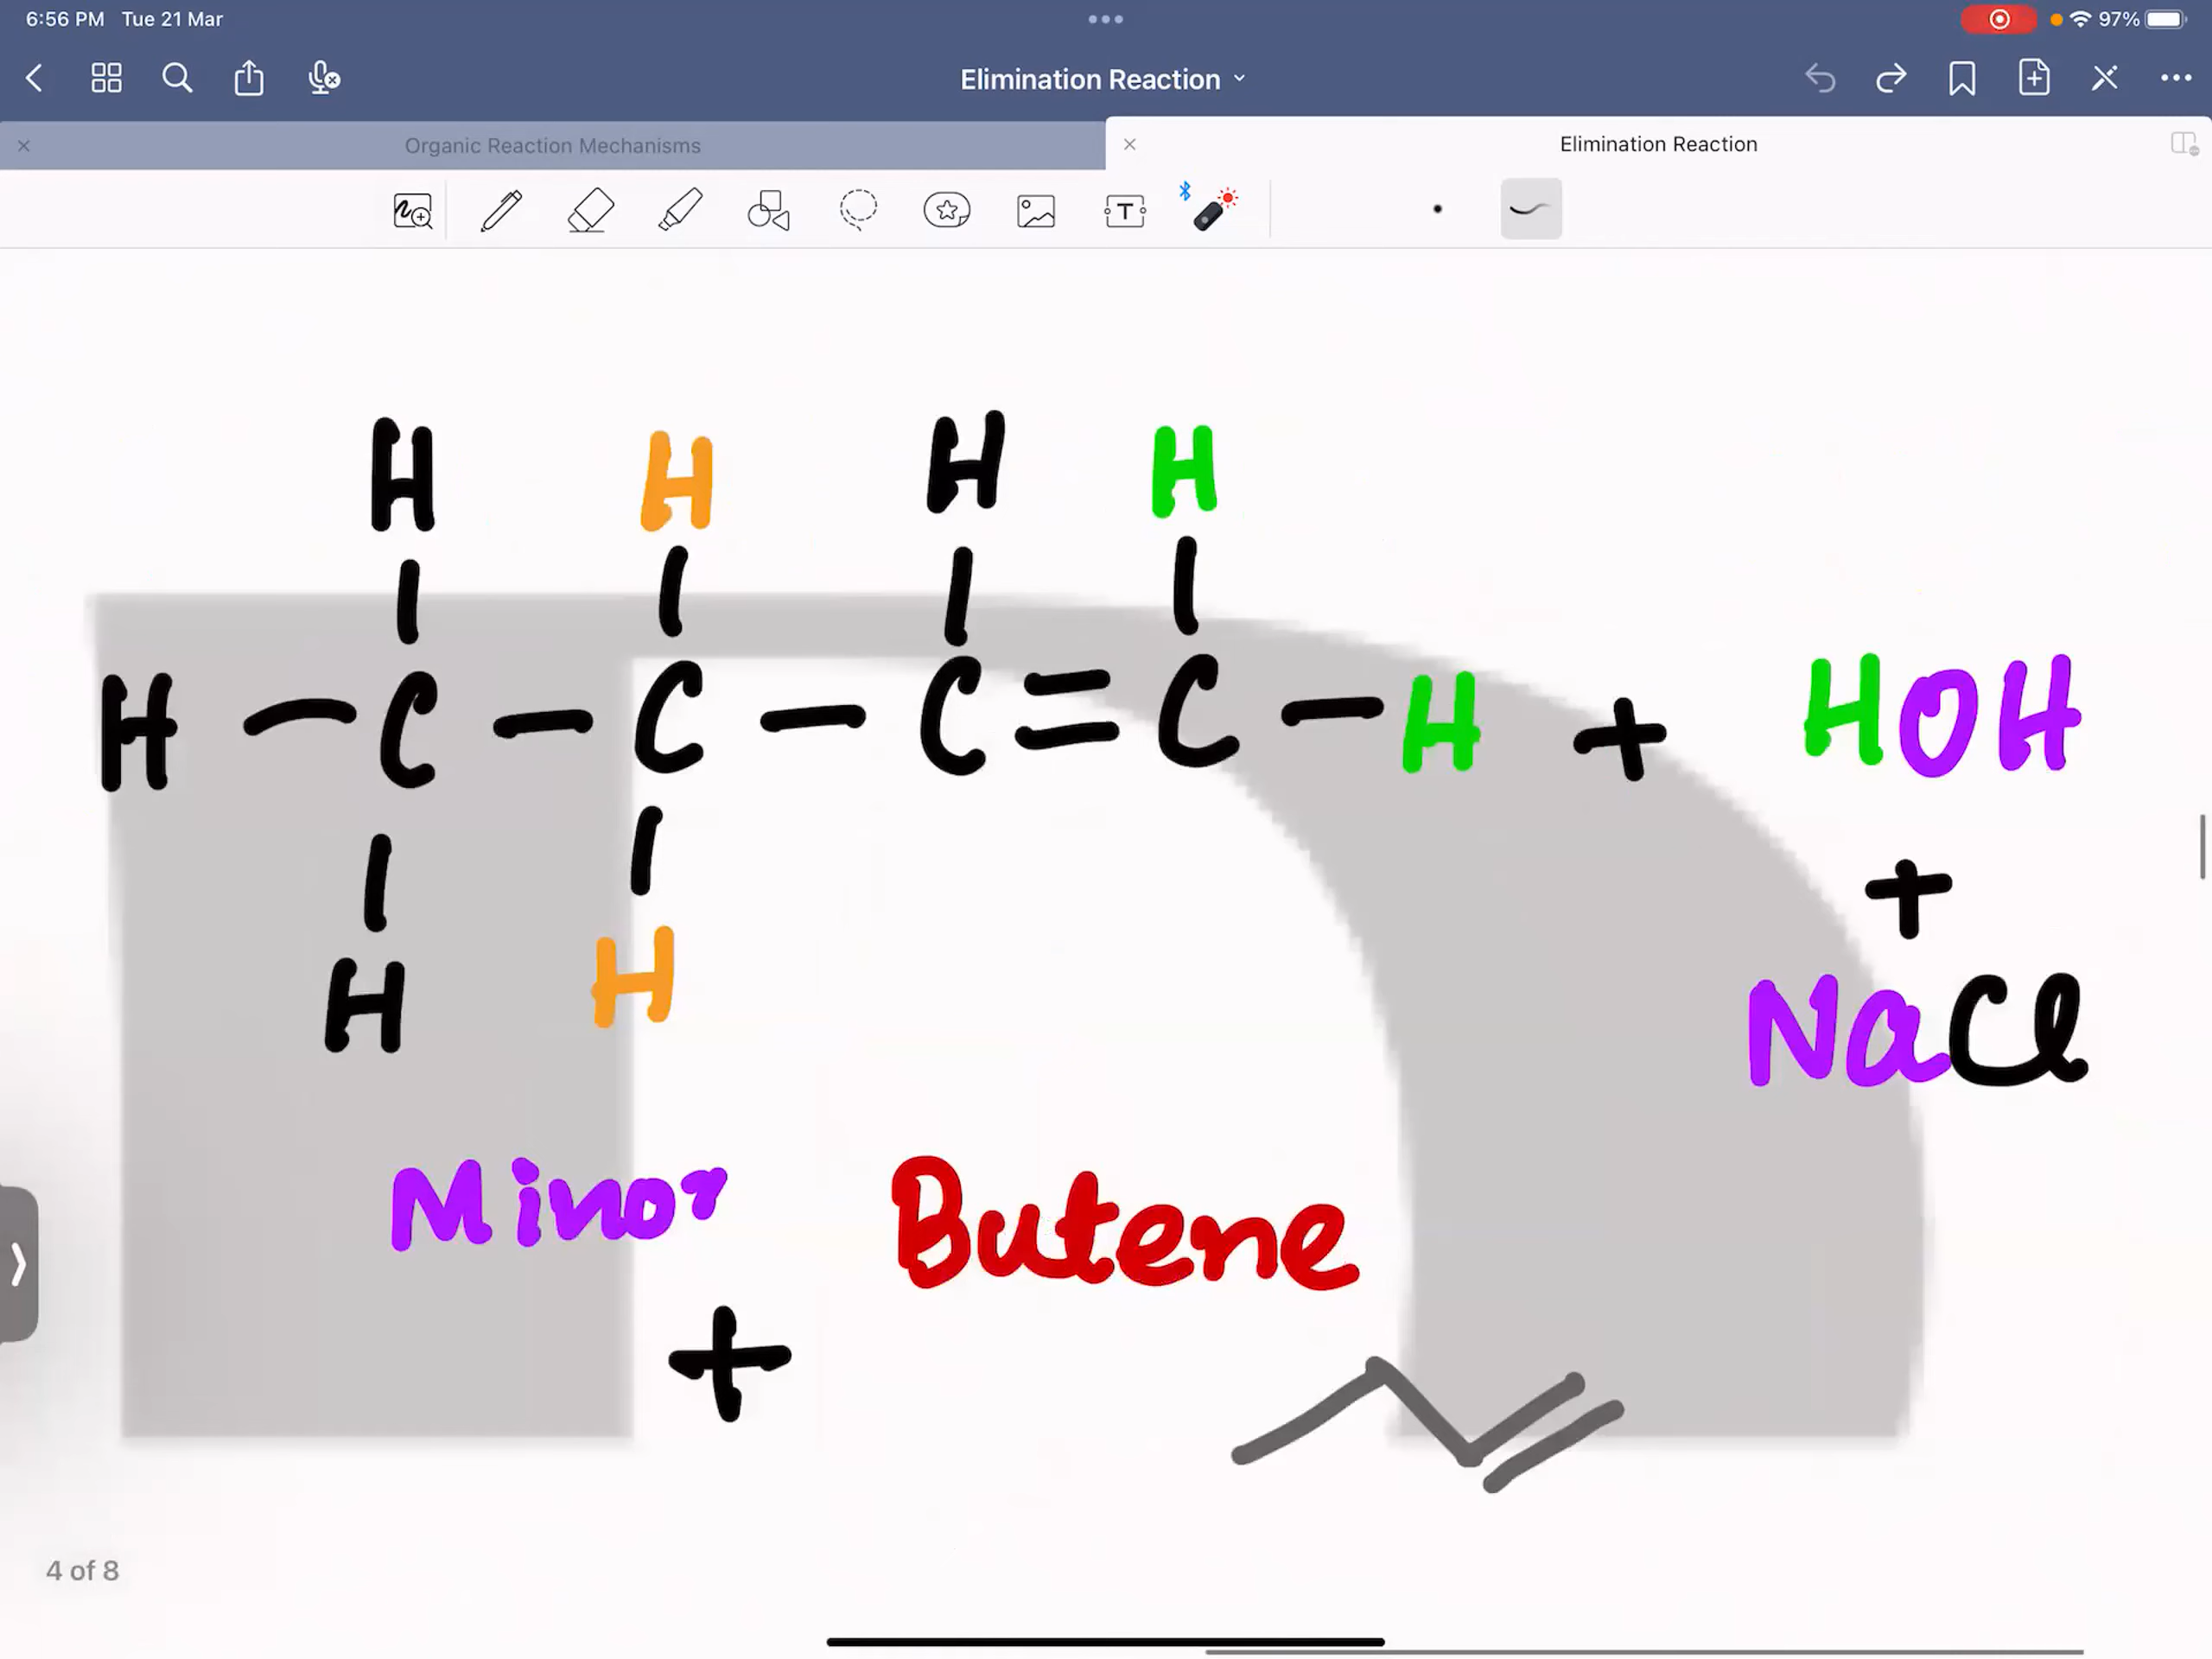 6:56 PM Tue 21 Mar
97%
Elimination Reaction
Organic Reaction Mechanisms
Elimination Reaction
T
H H H H
H - C - C - C = C - H + HOH
H H
+
NaCl
Minor Butene
+
4 of 8